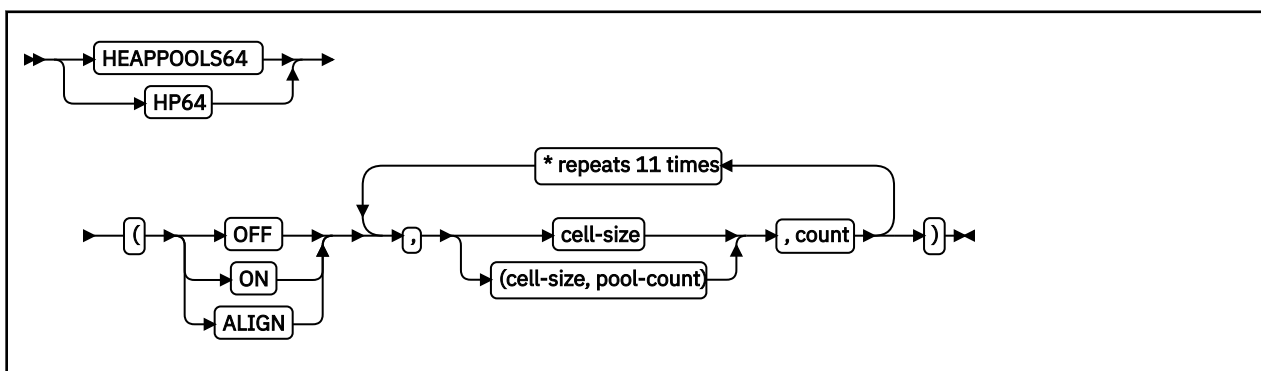 HEAPPOOLS64
HP64
* repeats 11 times
( OFF , cell-size , count )
ON (cell-size, pool-count)
ALIGN